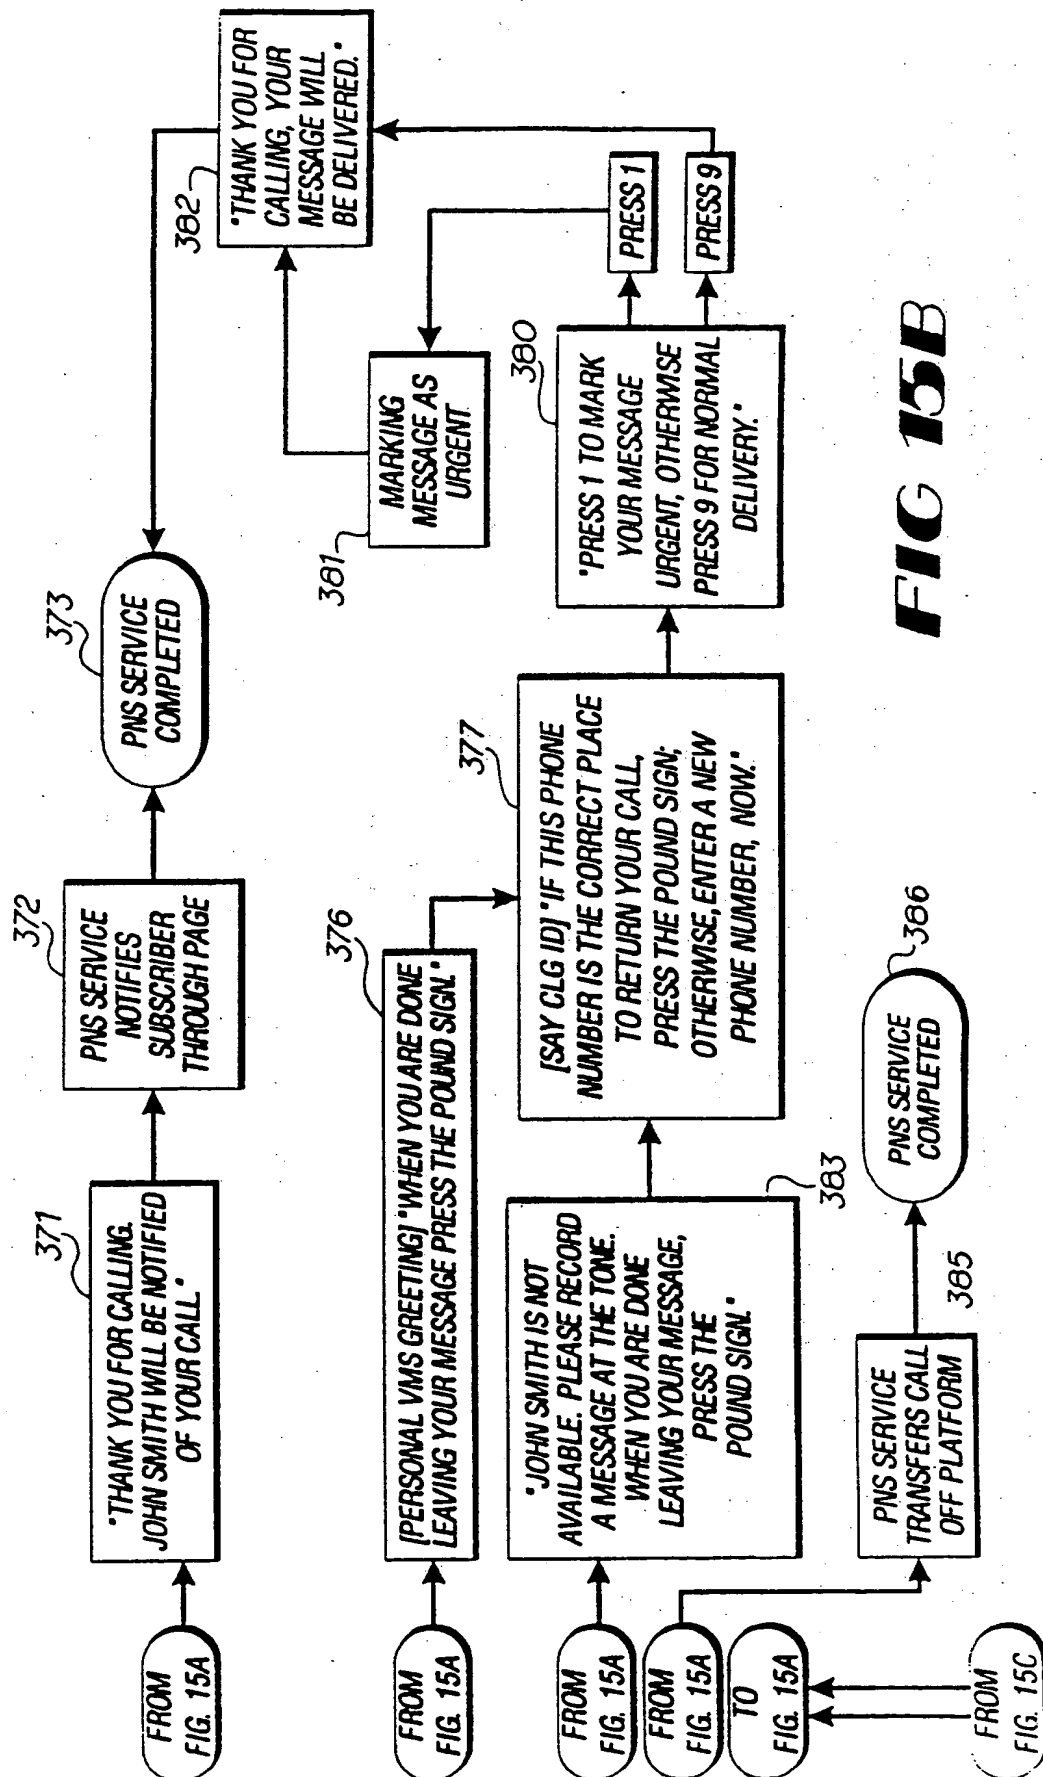 FROM
FIG. 15A
371
"THANK YOU FOR CALLING.
JOHN SMITH WILL BE NOTIFIED
OF YOUR CALL."
372
PNS SERVICE
NOTIFIES
SUBSCRIBER
THROUGH PAGE
373
PNS SERVICE
COMPLETED
382
"THANK YOU FOR
CALLING, YOUR
MESSAGE WILL
BE DELIVERED."
FROM
FIG. 15A
376
[PERSONAL VMS GREETING] "WHEN YOU ARE DONE
LEAVING YOUR MESSAGE PRESS THE POUND SIGN."
381
MARKING
MESSAGE AS
URGENT
FROM
FIG. 15A
"JOHN SMITH IS NOT
AVAILABLE. PLEASE RECORD
A MESSAGE AT THE TONE.
WHEN YOU ARE DONE
LEAVING YOUR MESSAGE,
PRESS THE
POUND SIGN."
383
377
[SAY CLG ID] "IF THIS PHONE
NUMBER IS THE CORRECT PLACE
TO RETURN YOUR CALL,
PRESS THE POUND SIGN;
OTHERWISE, ENTER A NEW
PHONE NUMBER, NOW."
380
"PRESS 1 TO MARK
YOUR MESSAGE
URGENT, OTHERWISE
PRESS 9 FOR NORMAL
DELIVERY."
PRESS 1
PRESS 9
FROM
FIG. 15A
PNS SERVICE
TRANSFERS CALL
OFF PLATFORM
385
PNS SERVICE
COMPLETED
386
TO
FIG. 15A
FROM
FIG. 15C
FIG 15B